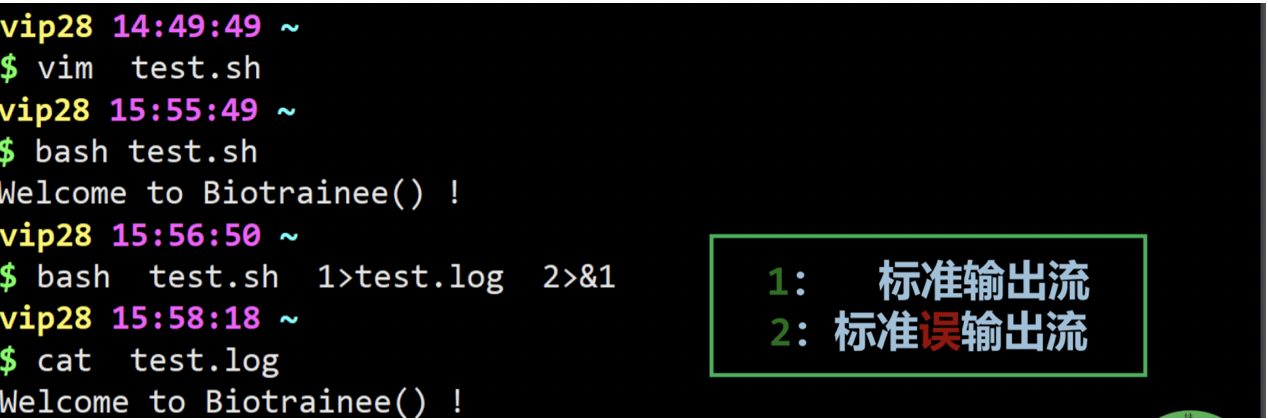 vip28 14:49:49 ~
$ vim  test.sh
vip28 15:55:49 ~
$ bash test.sh
Welcome to Biotrainee() !
vip28 15:56:50 ~
$ bash  test.sh  1>test.log  2>&1
vip28 15:58:18 ~
$ cat  test.log
Welcome to Biotrainee() !
1: 标准输出流
2: 标准误输出流